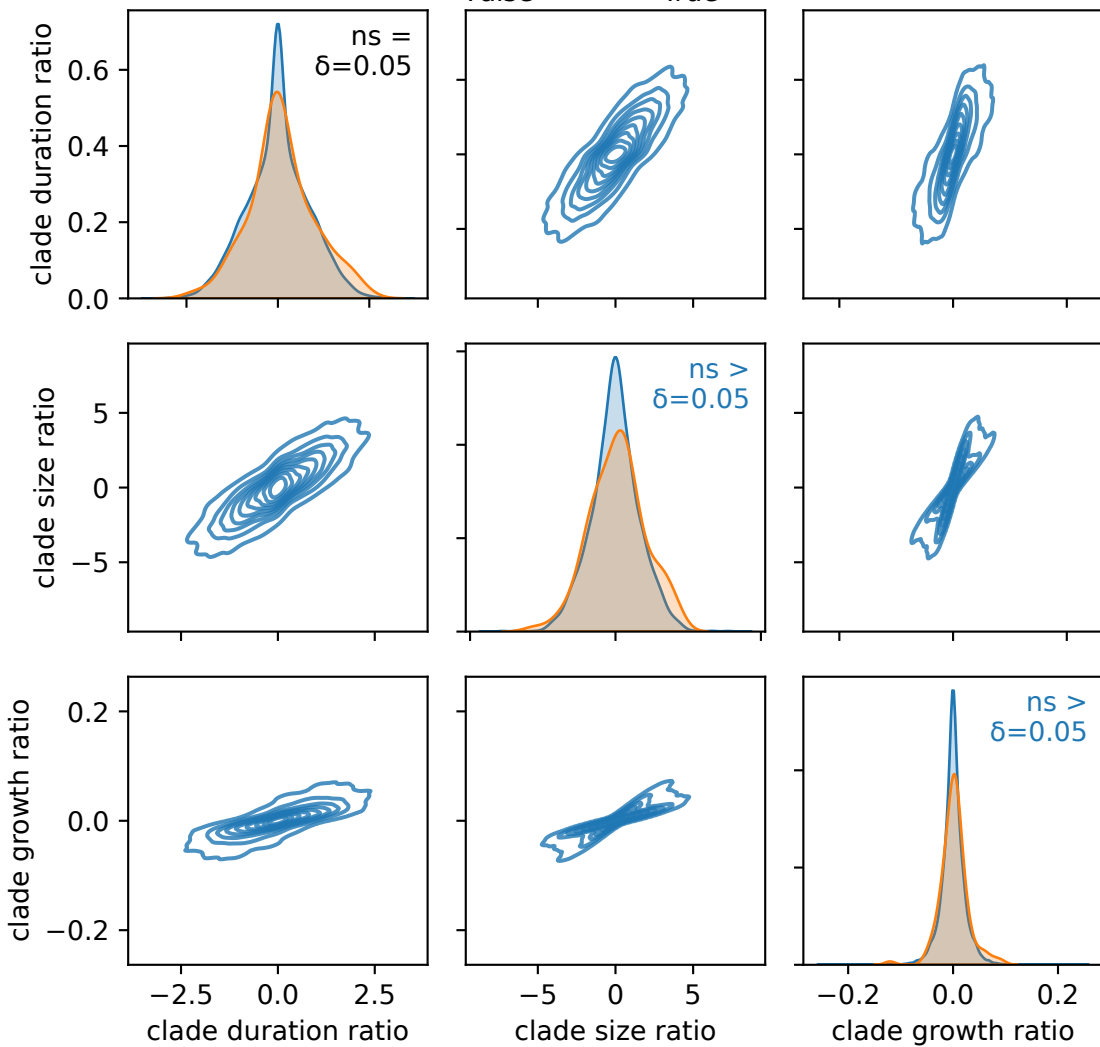 clade duration ratio
0.6
0.4
0.2
0.0
ns =
δ=0.05
clade size ratio
5
0
−5
ns >
δ=0.05
clade growth ratio
0.2
0.0
−0.2
ns >
δ=0.05
−2.5 0.0 2.5
−5 0 5
−0.2 0.0 0.2
clade duration ratio
clade size ratio
clade growth ratio